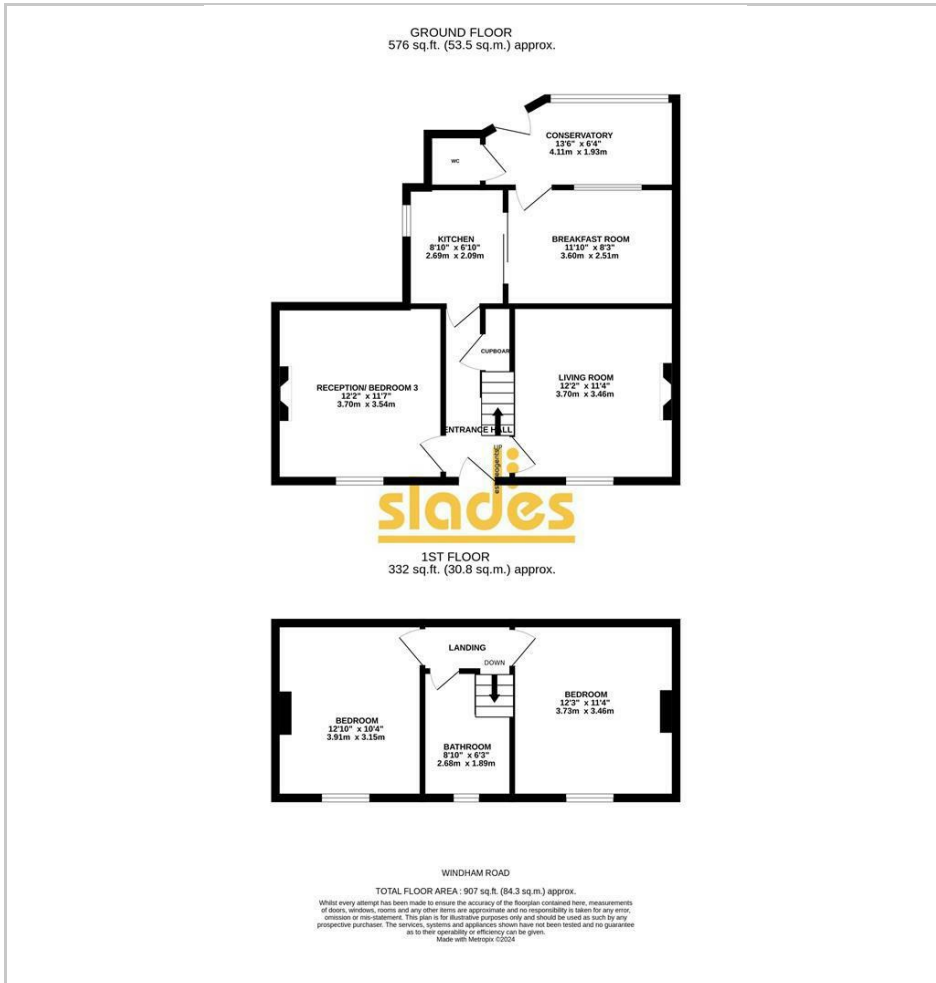 GROUND FLOOR
576 sq.ft. (53.5 sq.m.) approx.
CONSERVATORY
13'6" x 6'4"
4.11m x 1.93m
WC
KITCHEN
8'10" x 6'10"
2.69m x 2.09m
BREAKFAST ROOM
11'10" x 8'3"
3.60m x 2.51m
CUPBOAR
RECEPTION/ BEDROOM 3
12'2" x 11'7"
3.70m x 3.54m
LIVING ROOM
12'2" x 11'4"
3.70m x 3.46m
ENTRANCE HALL
slades
1ST FLOOR
332 sq.ft. (30.8 sq.m.) approx.
LANDING
DOWN
BEDROOM
12'10" x 10'4"
3.91m x 3.15m
BATHROOM
8'10" x 6'3"
2.68m x 1.89m
BEDROOM
12'3" x 11'4"
3.73m x 3.46m
WINDHAM ROAD
TOTAL FLOOR AREA : 907 sq.ft. (84.3 sq.m.) approx.
Whilst every attempt has been made to ensure the accuracy of the floorplan contained here, measurements
of doors, windows, rooms and any other items are approximate and no responsibility is taken for any error,
omission or mis-statement. This plan is for illustrative purposes only and should be used as such by any
prospective purchaser. The services, systems and appliances shown have not been tested and no guarantee
as to their operability or efficiency can be given.
Made with Metropix ©2024